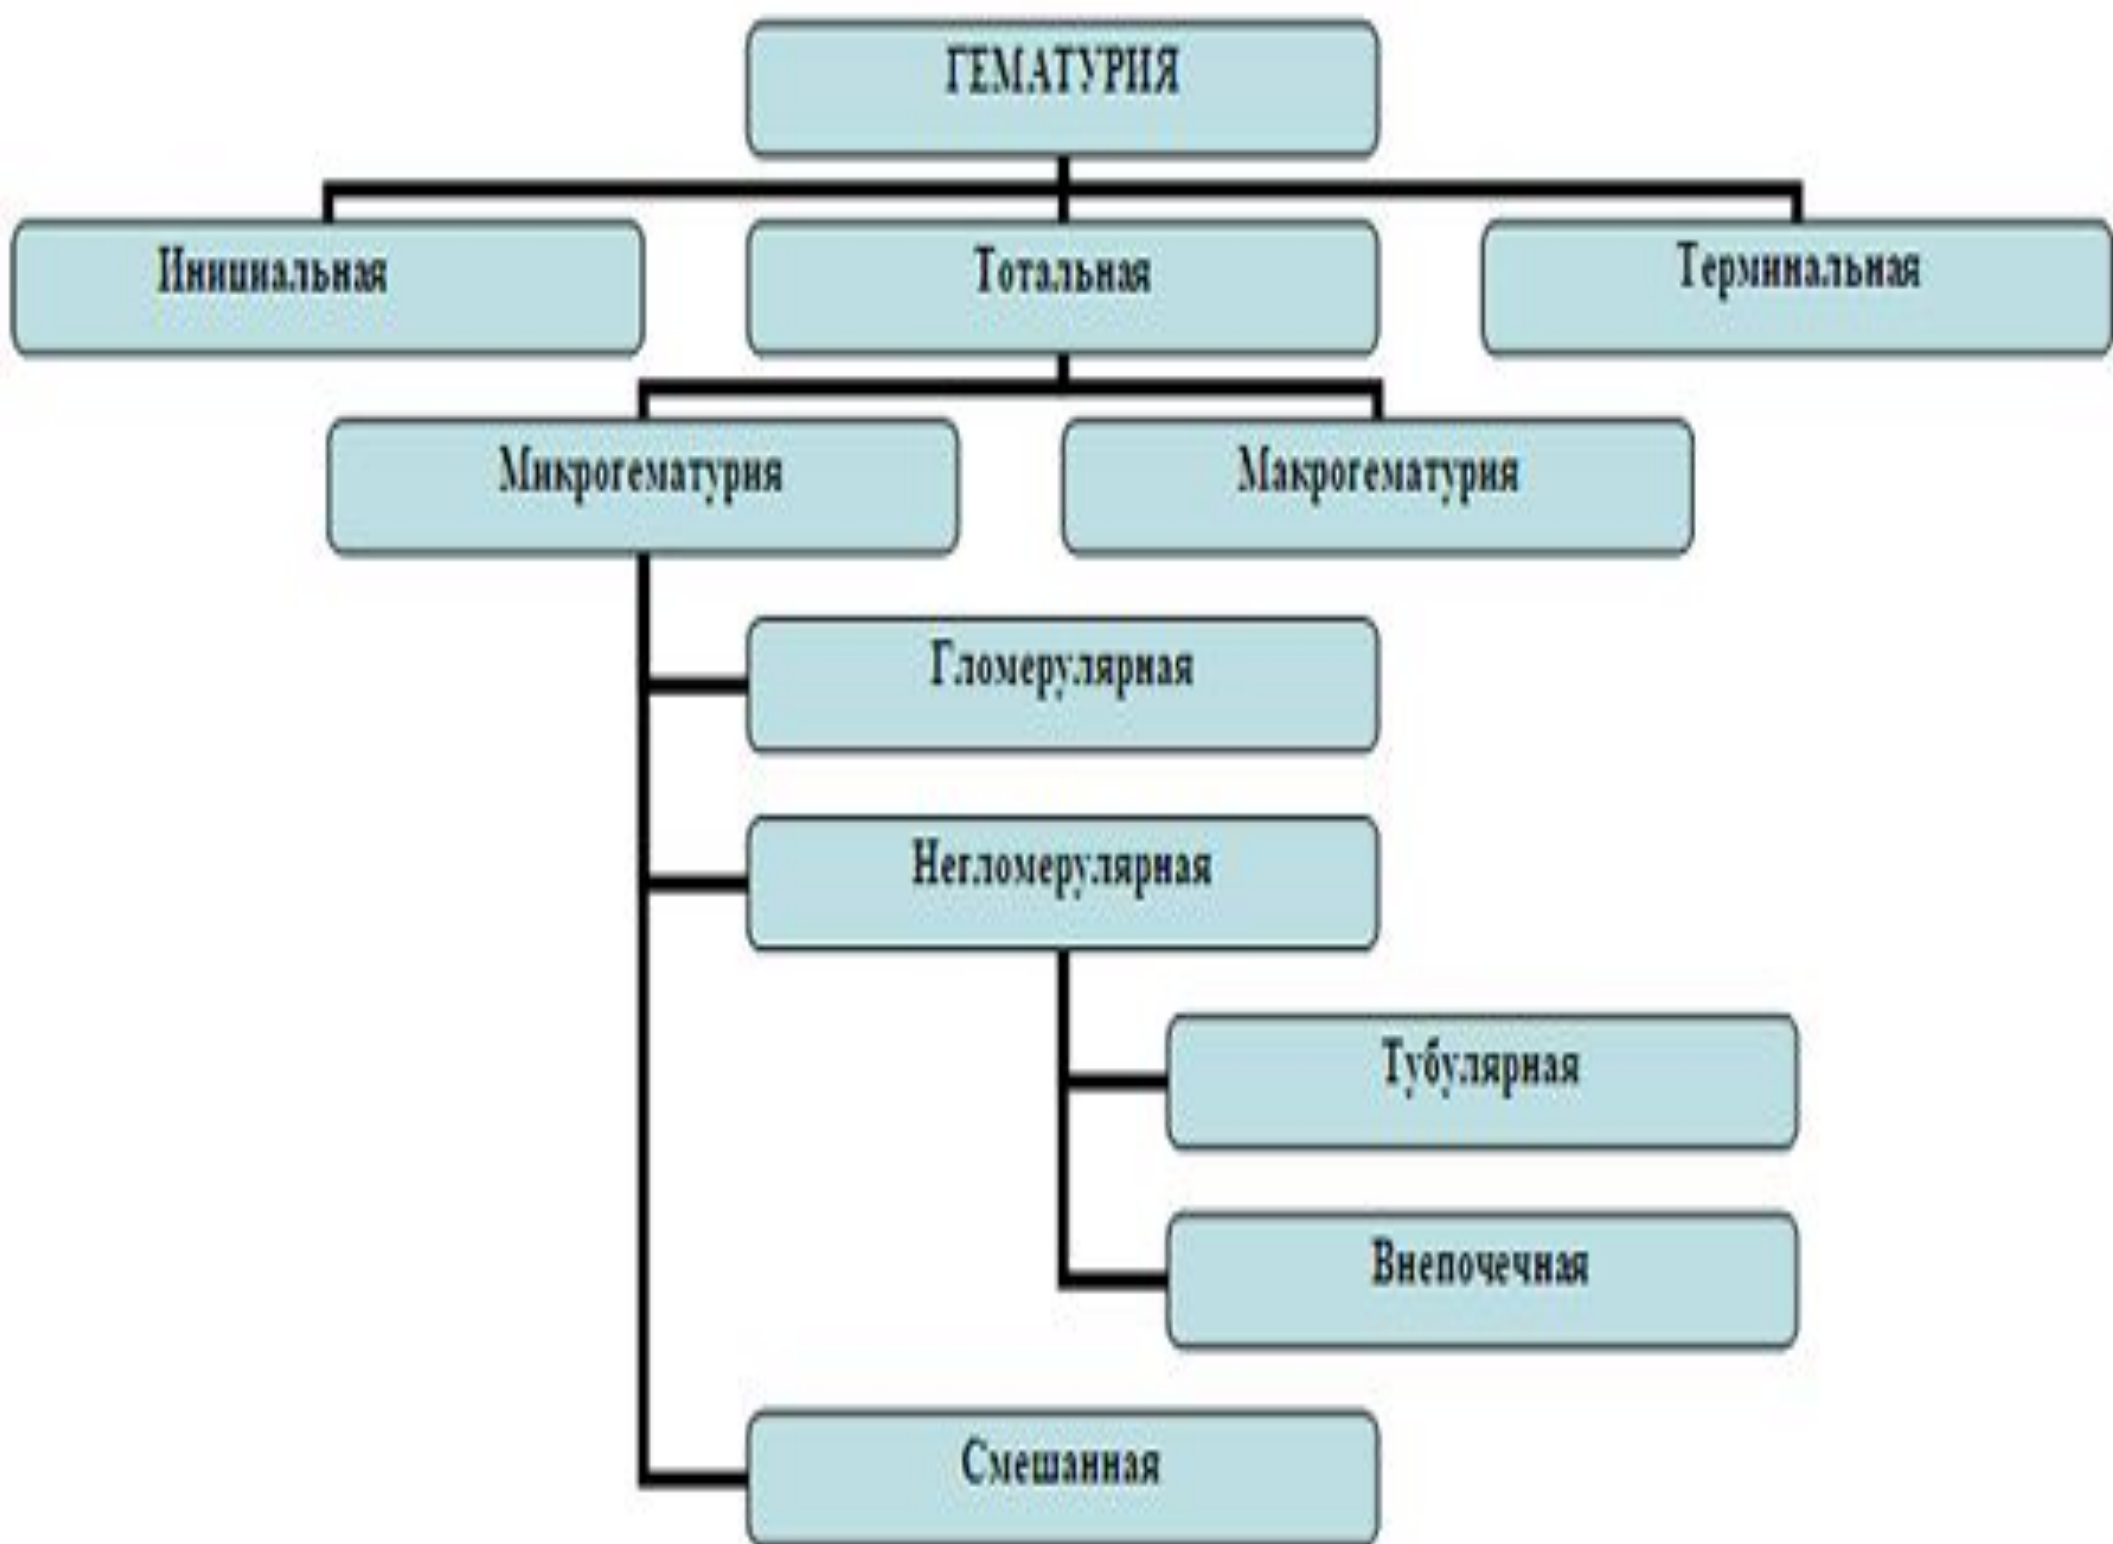 ГЕМАТУРИЯ
Инициальная
Тотальная
Терминальная
Микрогематурия
Макрогематурия
Гломерулярная
Негломерулярная
Тубулярная
Внепочечная
Смешанная